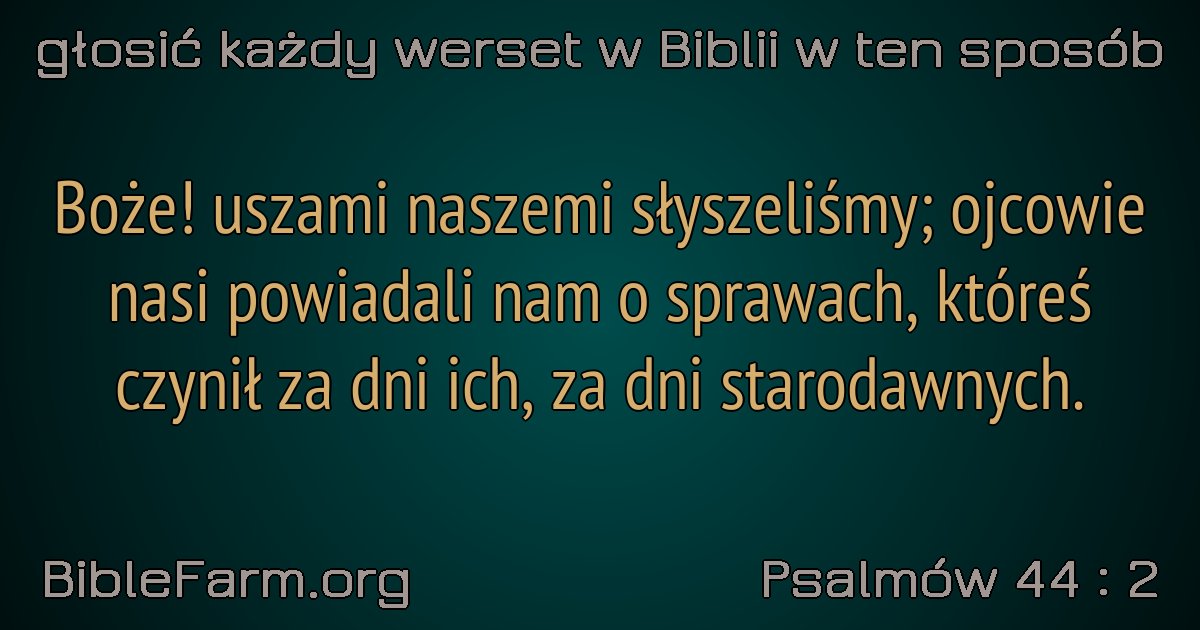 głosić każdy werset w Biblii w ten sposób
Boże! uszami naszemi słyszeliśmy; ojcowie
nasi powiadali nam o sprawach, któreś
czynił za dni ich, za dni starodawnych.
BibleFarm.org
Psalmów 44 : 2